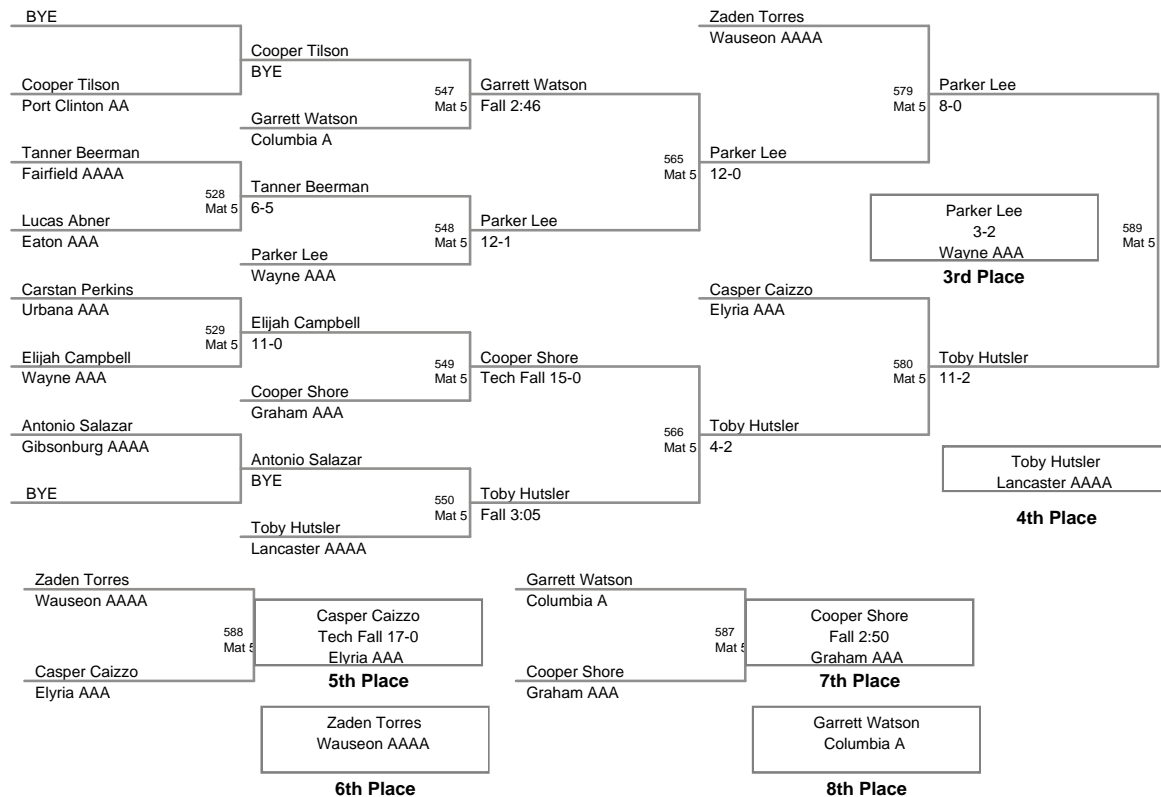 BYE
Cooper Tilson
Port Clinton AA
Tanner Beerman
Fairfield AAAA
Lucas Abner
Eaton AAA
Carstan Perkins
Urbana AAA
Elijah Campbell
Wayne AAA
Antonio Salazar
Gibsonburg AAAA
BYE
528
Mat 5
529
Mat 5
Cooper Tilson
BYE
Garrett Watson
Columbia A
Tanner Beerman
6-5
Parker Lee
Wayne AAA
Elijah Campbell
11-0
Cooper Shore
Graham AAA
Antonio Salazar
BYE
Toby Hutsler
Lancaster AAAA
547
Mat 5
548
Mat 5
549
Mat 5
550
Mat 5
Garrett Watson
Fall 2:46
Parker Lee
12-1
Cooper Shore
Tech Fall 15-0
Toby Hutsler
Fall 3:05
565
Mat 5
566
Mat 5
Zaden Torres
Wauseon AAAA
Parker Lee
12-0
Casper Caizzo
Elyria AAA
Toby Hutsler
4-2
579
Mat 5
580
Mat 5
Parker Lee
8-0
Toby Hutsler
11-2
589
Mat 5
Parker Lee
3-2
Wayne AAA
3rd Place
Toby Hutsler
Lancaster AAAA
4th Place
Zaden Torres
Wauseon AAAA
588
Mat 5
Casper Caizzo
Elyria AAA
Casper Caizzo
Tech Fall 17-0
Elyria AAA
5th Place
Zaden Torres
Wauseon AAAA
6th Place
Garrett Watson
Columbia A
587
Mat 5
Cooper Shore
Graham AAA
Cooper Shore
Fall 2:50
Graham AAA
7th Place
Garrett Watson
Columbia A
8th Place